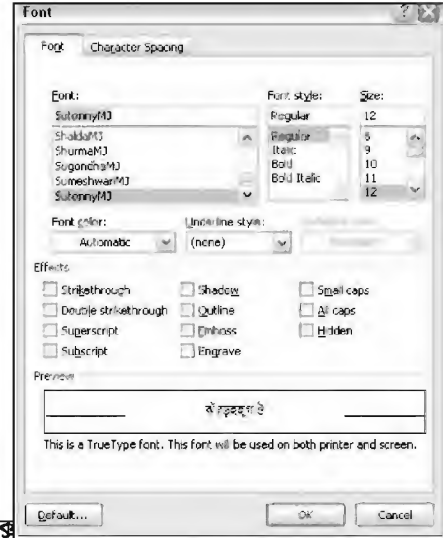 Font
Font Character Spacing
Font: Font style: Size:
SutonnyMJ Regular 12
ShaldaMJ Regular 8
ShurmaMJ Italic 9
SugondhaMJ Bold 10
SumeshwariMJ Bold Italic 11
SutonnyMJ 12
Font color: Underline style:
Automatic (none)
Effects
Strikethrough Shadow Small caps
Double strikethrough Outline All caps
Superscript Emboss Hidden
Subscript Engrave
Preview
This is a TrueType font. This font will be used on both printer and screen.
Default... OK Cancel